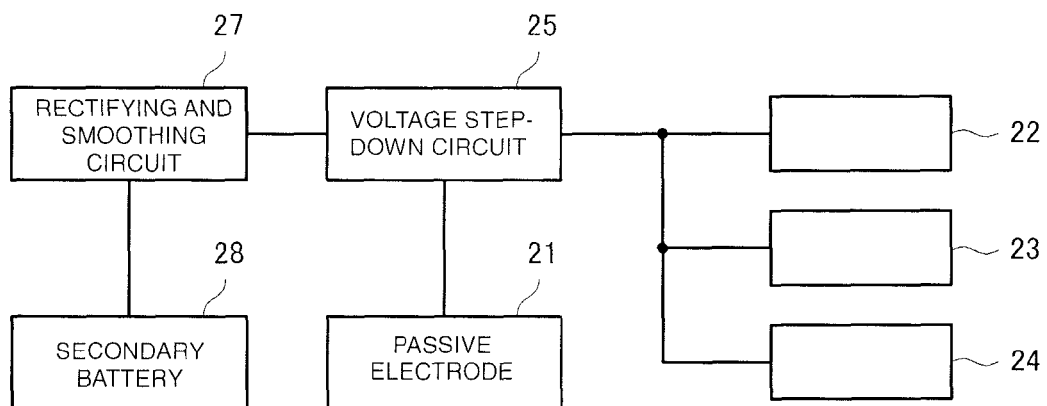 27
25
RECTIFYING AND
SMOOTHING
CIRCUIT
VOLTAGE STEP-
DOWN CIRCUIT
22
23
28
21
SECONDARY
BATTERY
PASSIVE
ELECTRODE
24